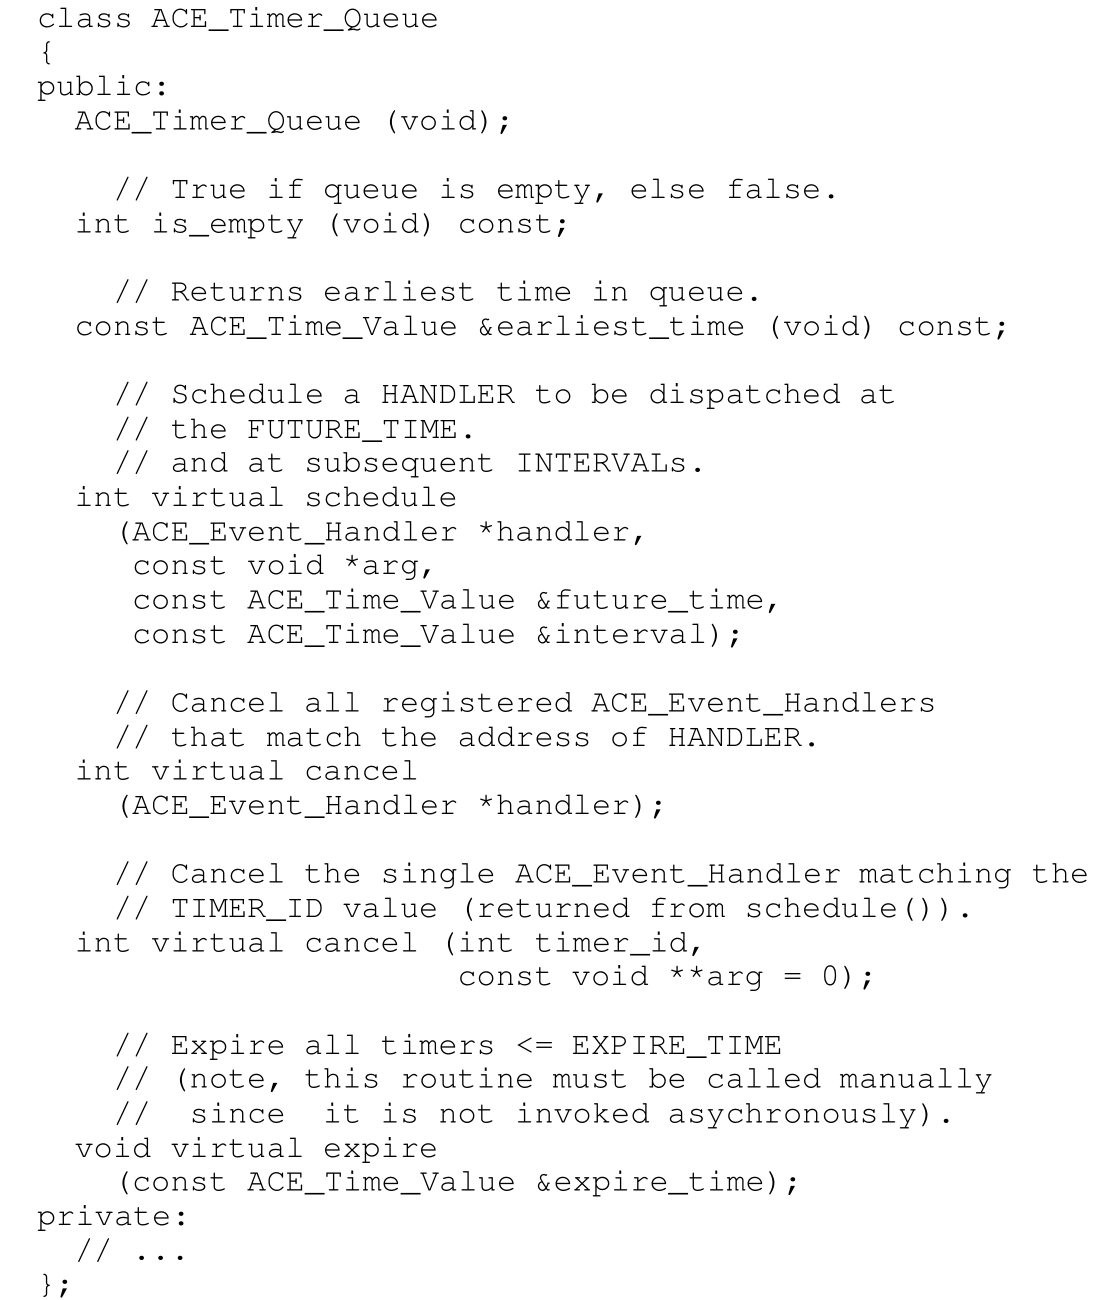 class ACE_Timer_Queue
{
public:
  ACE_Timer_Queue (void);

    // True if queue is empty, else false.
  int is_empty (void) const;

    // Returns earliest time in queue.
  const ACE_Time_Value &earliest_time (void) const;

    // Schedule a HANDLER to be dispatched at
    // the FUTURE_TIME.
    // and at subsequent INTERVALs.
  int virtual schedule
    (ACE_Event_Handler *handler,
     const void *arg,
     const ACE_Time_Value &future_time,
     const ACE_Time_Value &interval);

    // Cancel all registered ACE_Event_Handlers
    // that match the address of HANDLER.
  int virtual cancel
    (ACE_Event_Handler *handler);

    // Cancel the single ACE_Event_Handler matching the
    // TIMER_ID value (returned from schedule()).
  int virtual cancel (int timer_id,
                      const void **arg = 0);

    // Expire all timers <= EXPIRE_TIME
    // (note, this routine must be called manually
    //  since  it is not invoked asychronously).
  void virtual expire
    (const ACE_Time_Value &expire_time);
private:
  // ...
};